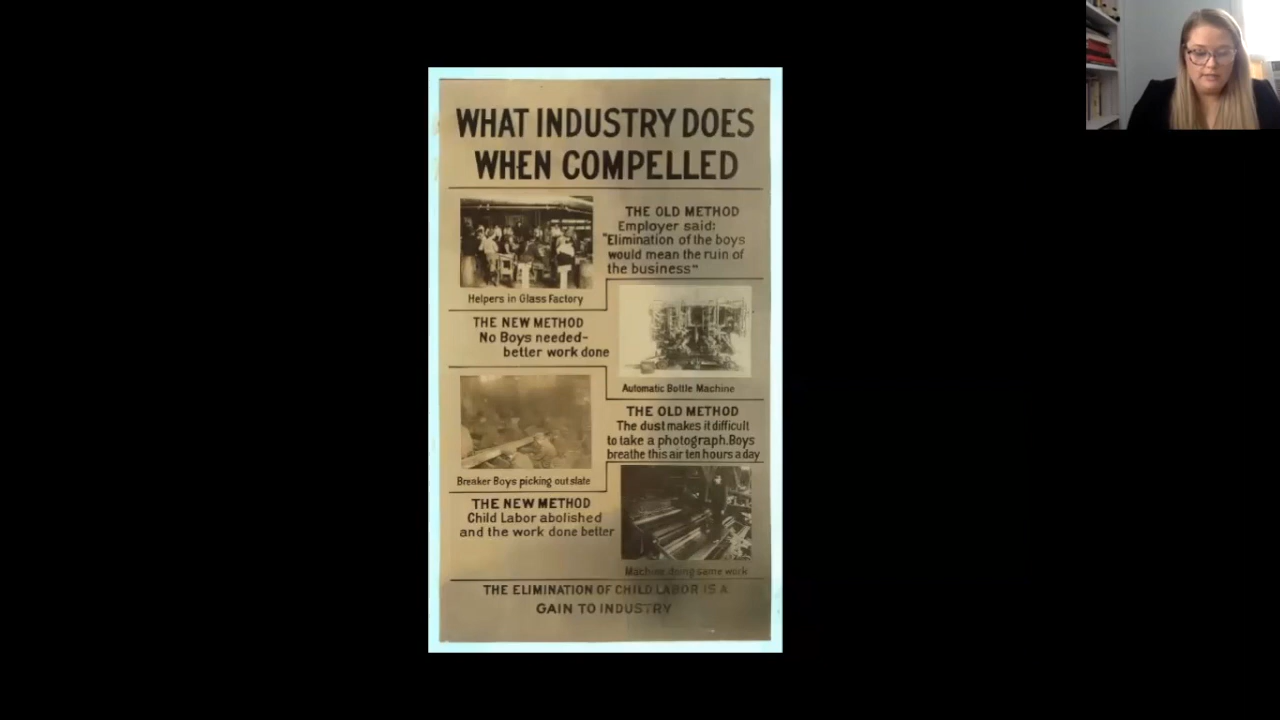 WHAT INDUSTRY DOES
WHEN COMPELLED
THE OLD METHOD
Employer said:
"Elimination of the boys
would mean the ruin of
the business"
Helpers in Glass Factory
THE NEW METHOD
No Boys needed-
better work done
Automatic Bottle Machine
THE OLD METHOD
The dust makes it difficult
to take a photograph. Boys
breathe this air ten hours a day
Breaker Boys picking out slate
THE NEW METHOD
Child Labor abolished
and the work done better
Machine doing same work
THE ELIMINATION OF CHILD LABOR IS A
GAIN TO INDUSTRY